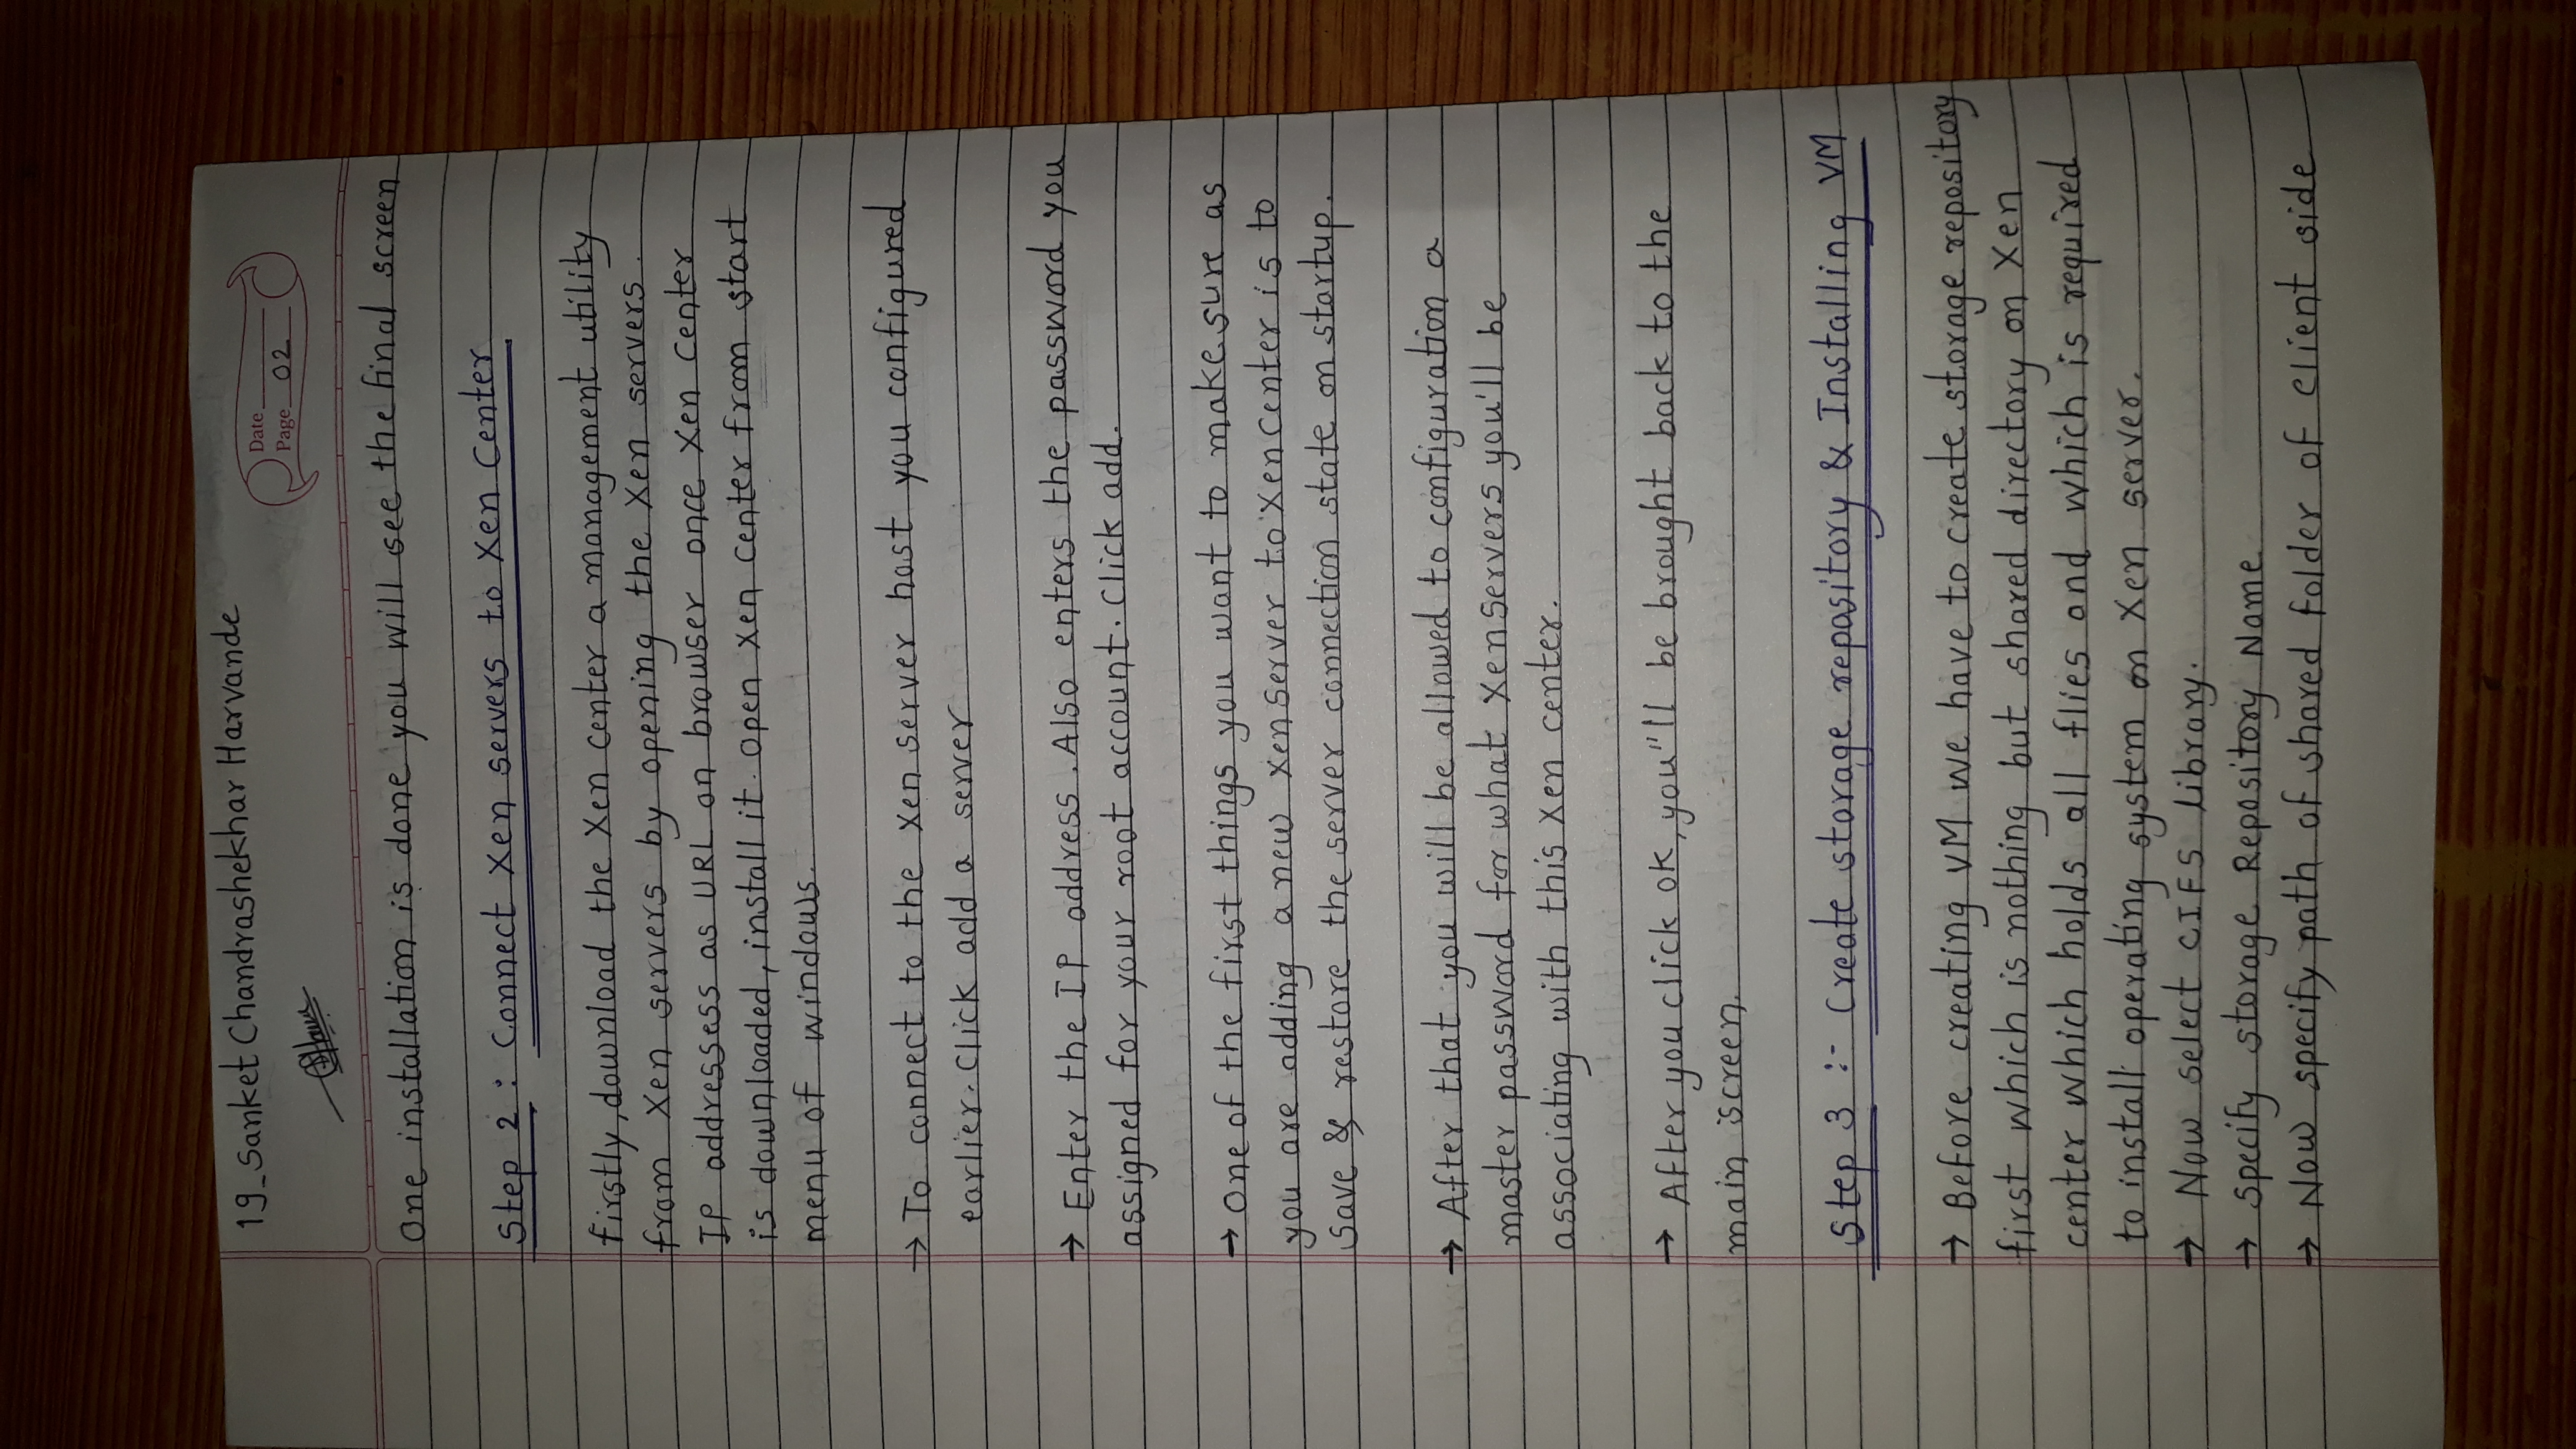 19_Sanket Chandrashekhar Harvande
Date
Page 02
One installation is done you will see the final screen
Step 2 : Connect Xen servers to Xen Center
firstly, download the Xen center a management utility
from Xen servers by opening the Xen servers.
IP addressess as URL on browser once Xen Center
is downloaded, install it. open Xen Center from start
menu of windows.
→ To connect to the Xen server host you configured
earlier. Click add a server
→ Enter the IP address. Also enters the password you
assigned for your root account. Click add.
→ One of the first things you want to make sure as
you are adding a new XenServer to XenCenter is to
Save & restore the server connection state on startup.
→ After that you will be allowed to configuration a
master password for what XenServers you'll be
associating with this Xen center.
→ After you click ok, you"ll be brought back to the
main screen.
Step 3 :- Create storage repository & Installing VM
→ Before creating VM we have to create storage repository
first which is nothing but shared directory on Xen
center which holds all flies and which is required
to install operating system on Xen server.
→ Now select CIFS library.
→ Specify storage Repository Name
→ Now specify path of shared folder of client side